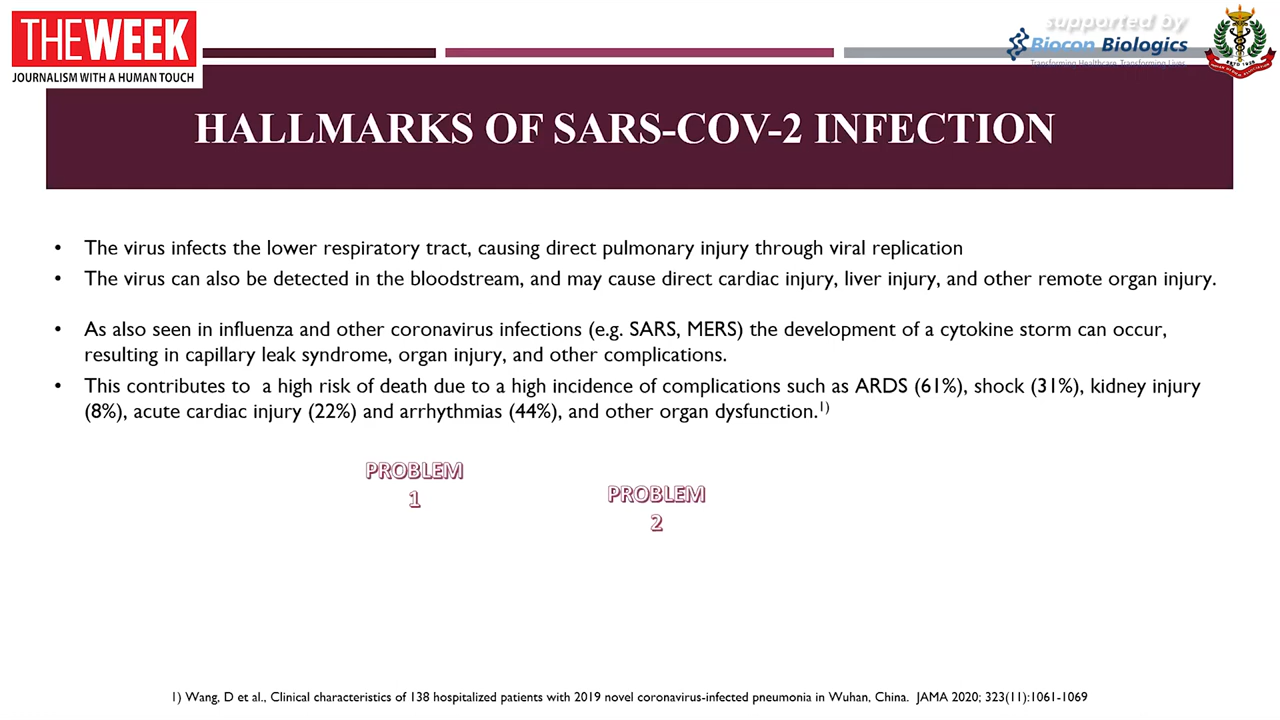 THE WEEK
JOURNALISM WITH A HUMAN TOUCH
supported by
Biocon Biologics
Transforming Healthcare. Transforming Lives.
HALLMARKS OF SARS-COV-2 INFECTION
• The virus infects the lower respiratory tract, causing direct pulmonary injury through viral replication
• The virus can also be detected in the bloodstream, and may cause direct cardiac injury, liver injury, and other remote organ injury.
• As also seen in influenza and other coronavirus infections (e.g. SARS, MERS) the development of a cytokine storm can occur,
resulting in capillary leak syndrome, organ injury, and other complications.
• This contributes to a high risk of death due to a high incidence of complications such as ARDS (61%), shock (31%), kidney injury
(8%), acute cardiac injury (22%) and arrhythmias (44%), and other organ dysfunction.1)
PROBLEM
1
PROBLEM
2
1) Wang, D et al., Clinical characteristics of 138 hospitalized patients with 2019 novel coronavirus-infected pneumonia in Wuhan, China. JAMA 2020; 323(11):1061-1069